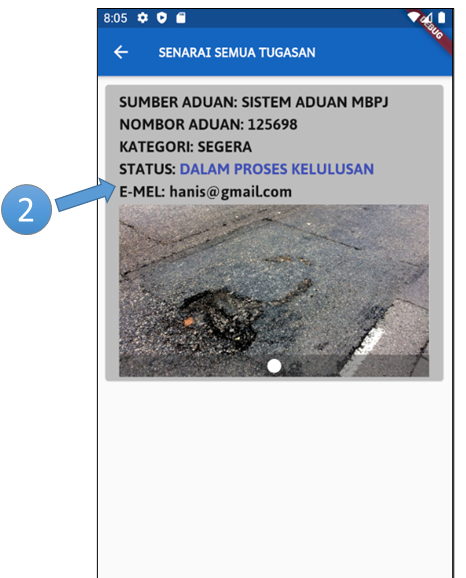 8:05
DEBUG
SENARAI SEMUA TUGASAN
SUMBER ADUAN: SISTEM ADUAN MBPJ
NOMBOR ADUAN: 125698
KATEGORI: SEGERA
STATUS: DALAM PROSES KELULUSAN
E-MEL: hanis@gmail.com
2